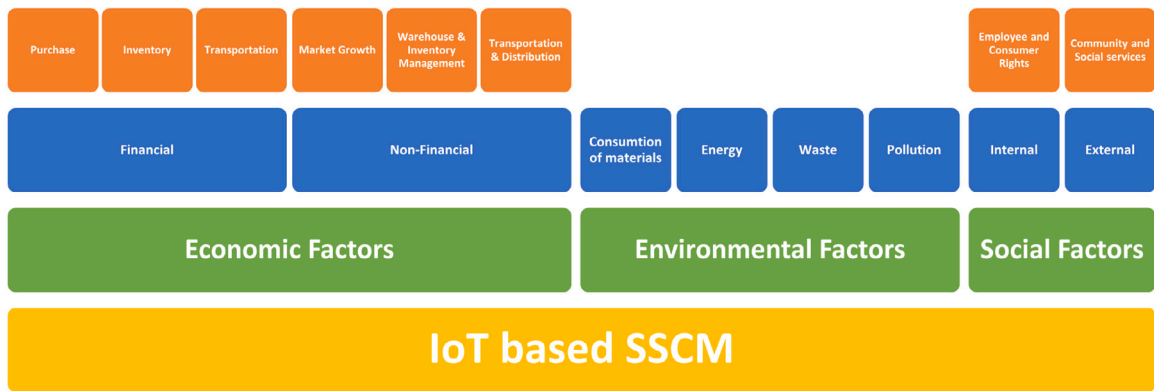 Purchase
Inventory
Transportation
Market Growth
Warehouse &
Inventory
Management
Transportation
& Distribution
Employee and
Consumer
Rights
Community and
Social services
Financial
Non-Financial
Consumtion
of materials
Energy
Waste
Pollution
Internal
External
Economic Factors
Environmental Factors
Social Factors
IoT based SSCM